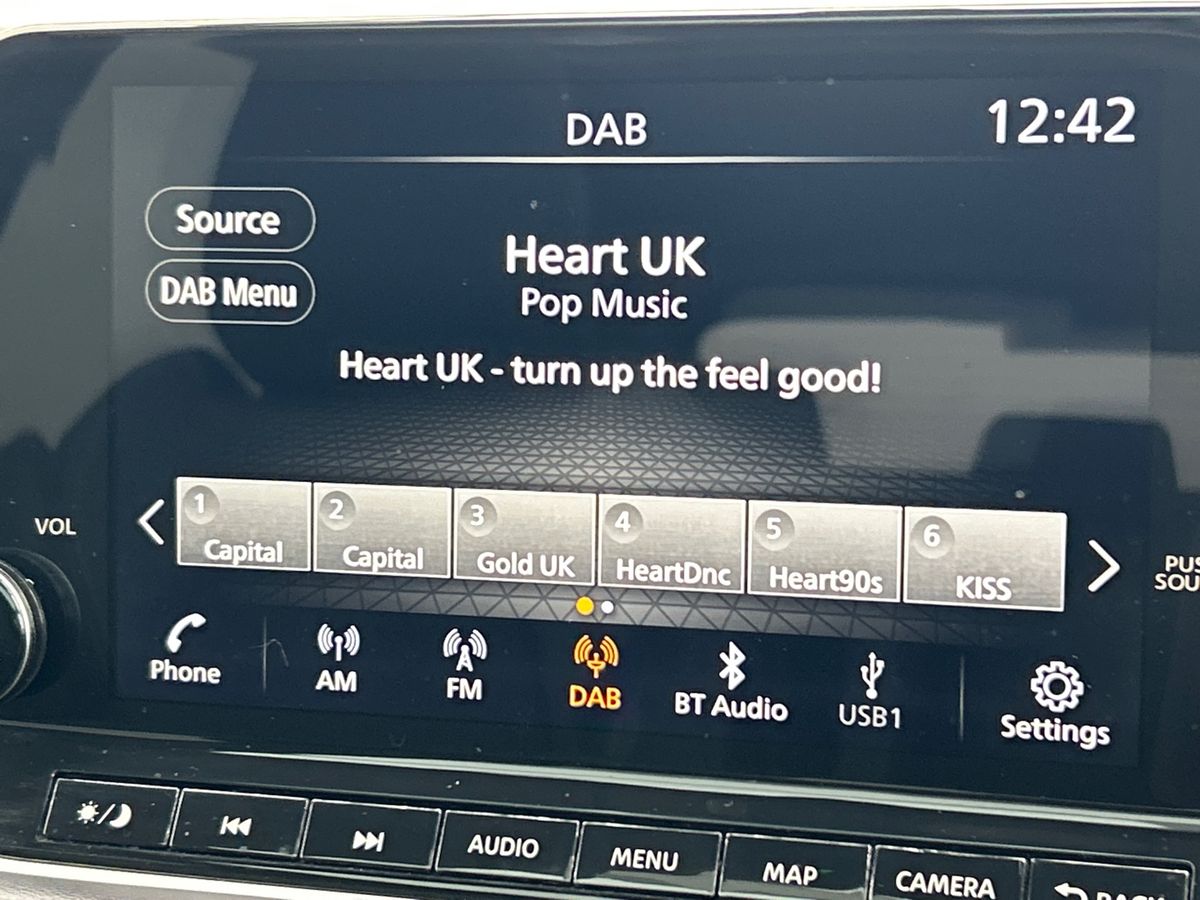 DAB
12:42
Source
DAB Menu
Heart UK
Pop Music
Heart UK - turn up the feel good!
VOL
1
Capital
2
Capital
3
Gold UK
4
HeartDnc
5
Heart90s
6
KISS
Phone
AM
FM
DAB
BT Audio
USB1
Settings
AUDIO
MENU
MAP
CAMERA
BACK